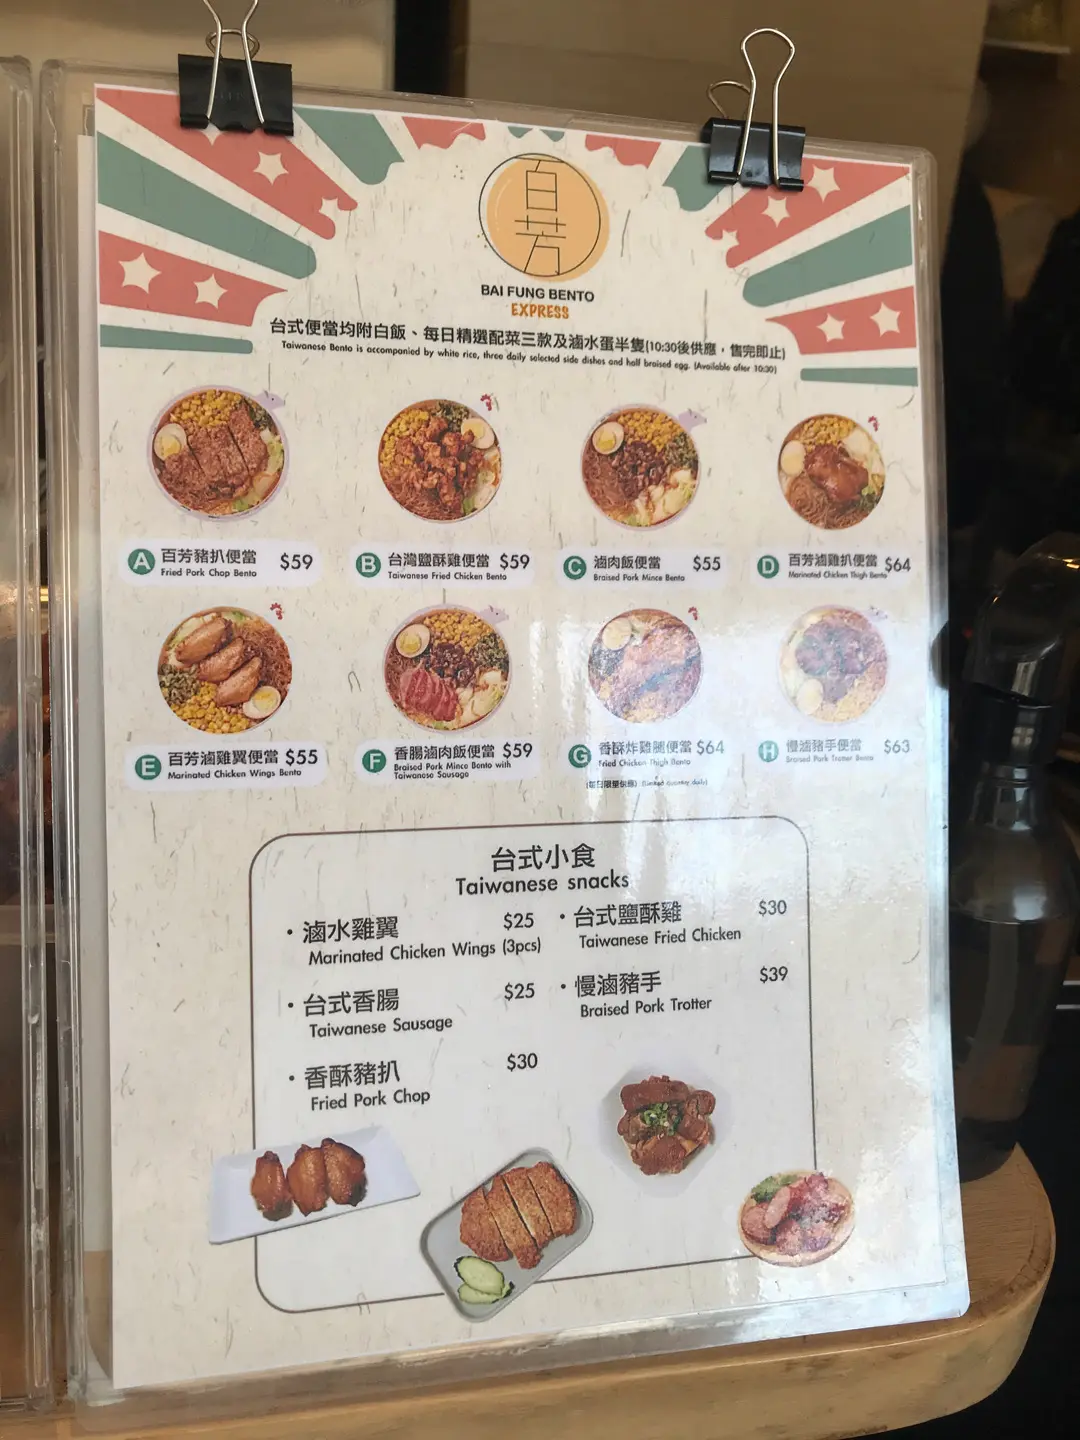 百芳
BAI FUNG BENTO
EXPRESS
台式便當均附白飯、每日精選配菜三款及滷水蛋半隻(10:30後供應，售完即止)
Taiwanese Bento is accompanied by white rice, three daily selected side dishes and half braised egg. (Available after 10:30)
A 百芳豬扒便當 $59
Fried Pork Chop Bento
B 台灣鹽酥雞便當 $59
Taiwanese Fried Chicken Bento
C 滷肉飯便當 $55
Braised Pork Mince Bento
D 百芳滷雞扒便當 $64
Marinated Chicken Thigh Bento
E 百芳滷雞翼便當 $55
Marinated Chicken Wings Bento
F 香腸滷肉飯便當 $59
Braised Pork Mince Bento with
Taiwanese Sausage
G 香酥炸雞腿便當 $64
Fried Chicken Thigh Bento
(每日限量供應) (Limited quantity daily)
H 慢滷豬手便當 $63
Braised Pork Trotter Bento
台式小食
Taiwanese snacks
・滷水雞翼 $25
Marinated Chicken Wings (3pcs)
・台式香腸 $25
Taiwanese Sausage
・香酥豬扒 $30
Fried Pork Chop
・台式鹽酥雞 $30
Taiwanese Fried Chicken
・慢滷豬手 $39
Braised Pork Trotter